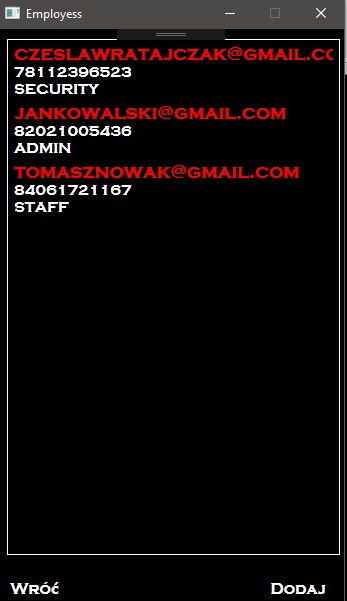 Employess
CZESLAWRATAJCZAK@GMAIL.CO
78112396523
SECURITY
JANKOWALSKI@GMAIL.COM
82021005436
ADMIN
TOMASZNOWAK@GMAIL.COM
84061721167
STAFF
Wróć
Dodaj